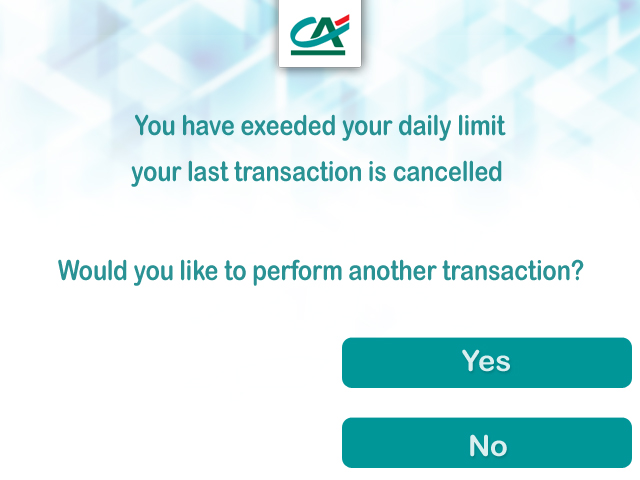 CA
You have exeeded your daily limit
your last transaction is cancelled
Would you like to perform another transaction?
Yes
No